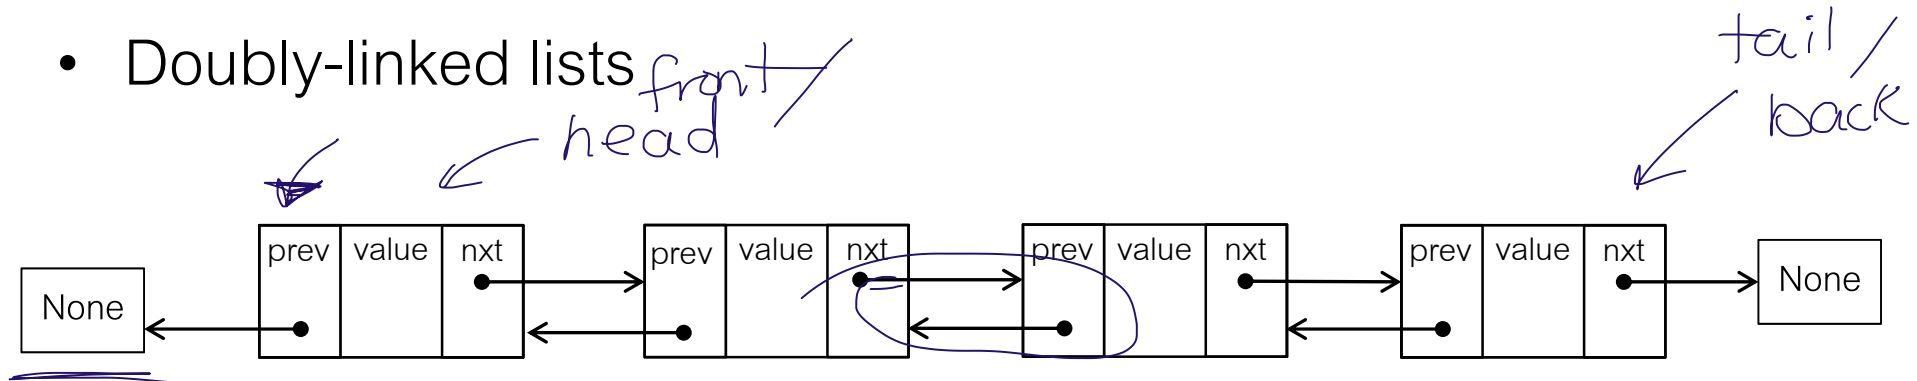 • Doubly-linked lists
front/
head
tail/
back
prev value nxt prev value nxt prev value nxt prev value nxt
None None